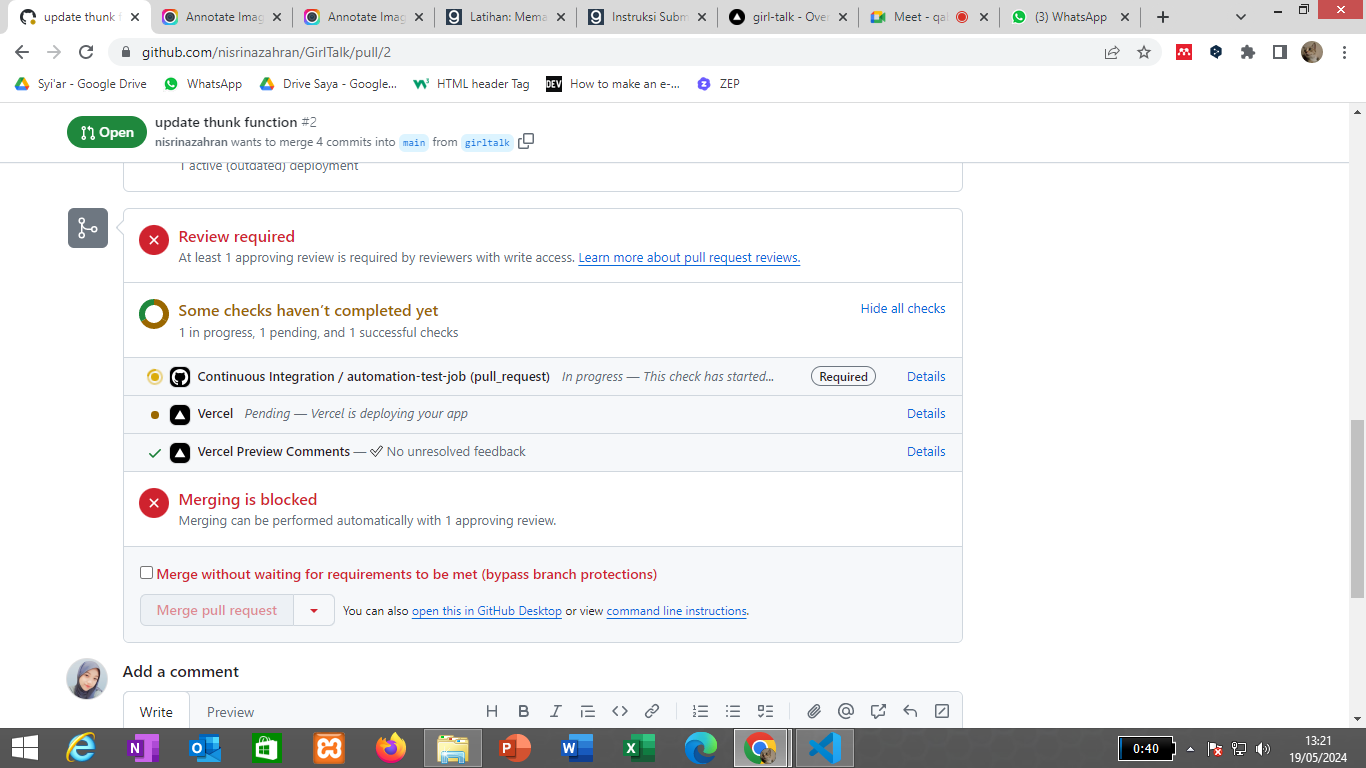 update thunk f
Annotate Imag
Annotate Imag
Latihan: Mema
Instruksi Subm
girl-talk - Over
Meet - qa
(3) WhatsApp
github.com/nisrinazahran/GirlTalk/pull/2
Syi'ar - Google Drive
WhatsApp
Drive Saya - Google...
HTML header Tag
DEV
How to make an e-...
ZEP
Open
update thunk function #2
nisrinazahran wants to merge 4 commits into main from girltalk
1 active (outdated) deployment
Review required
At least 1 approving review is required by reviewers with write access. Learn more about pull request reviews.
Some checks haven't completed yet
Hide all checks
1 in progress, 1 pending, and 1 successful checks
Continuous Integration / automation-test-job (pull_request) In progress — This check has started... Required Details
Vercel Pending — Vercel is deploying your app Details
Vercel Preview Comments — ✅ No unresolved feedback Details
Merging is blocked
Merging can be performed automatically with 1 approving review.
Merge without waiting for requirements to be met (bypass branch protections)
Merge pull request
You can also open this in GitHub Desktop or view command line instructions.
Add a comment
Write
Preview
0:40
13:21
19/05/2024